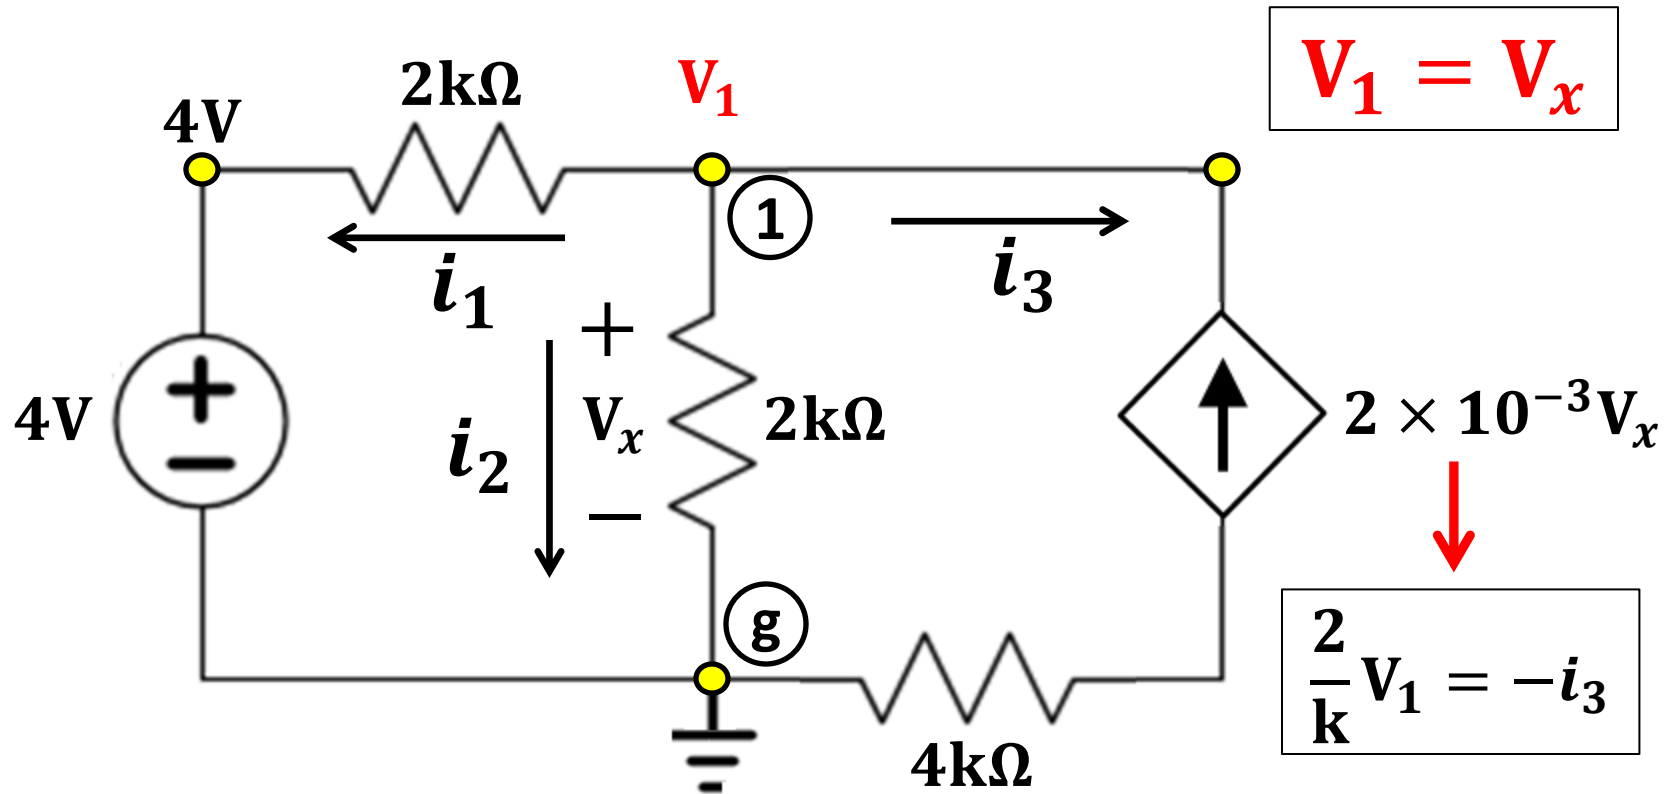 V₁ = Vₓ
2kΩ
V₁
4V
1
i₁
i₃
+
4V
i₂
Vₓ
2kΩ
2 × 10⁻³Vₓ
−
g
2/k V₁ = −i₃
4kΩ